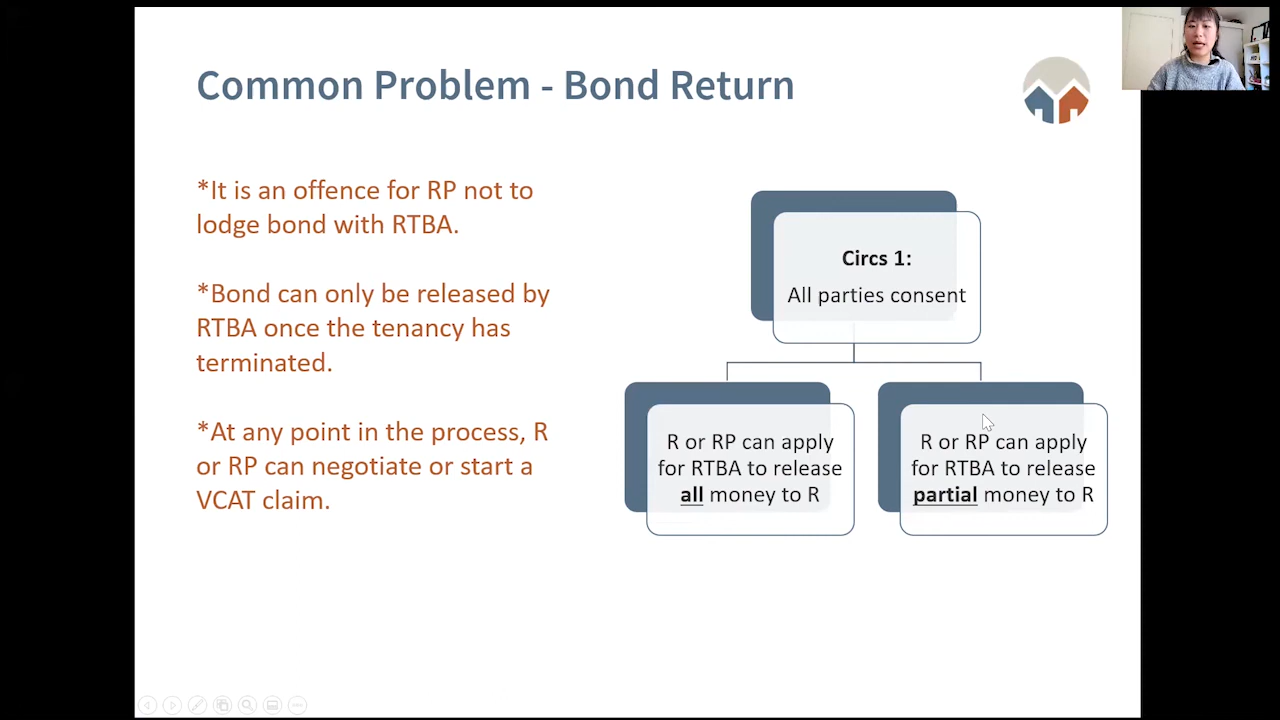 Common Problem - Bond Return
*It is an offence for RP not to
lodge bond with RTBA.
*Bond can only be released by
RTBA once the tenancy has
terminated.
*At any point in the process, R
or RP can negotiate or start a
VCAT claim.
Circs 1:
All parties consent
R or RP can apply
for RTBA to release
all money to R
R or RP can apply
for RTBA to release
partial money to R